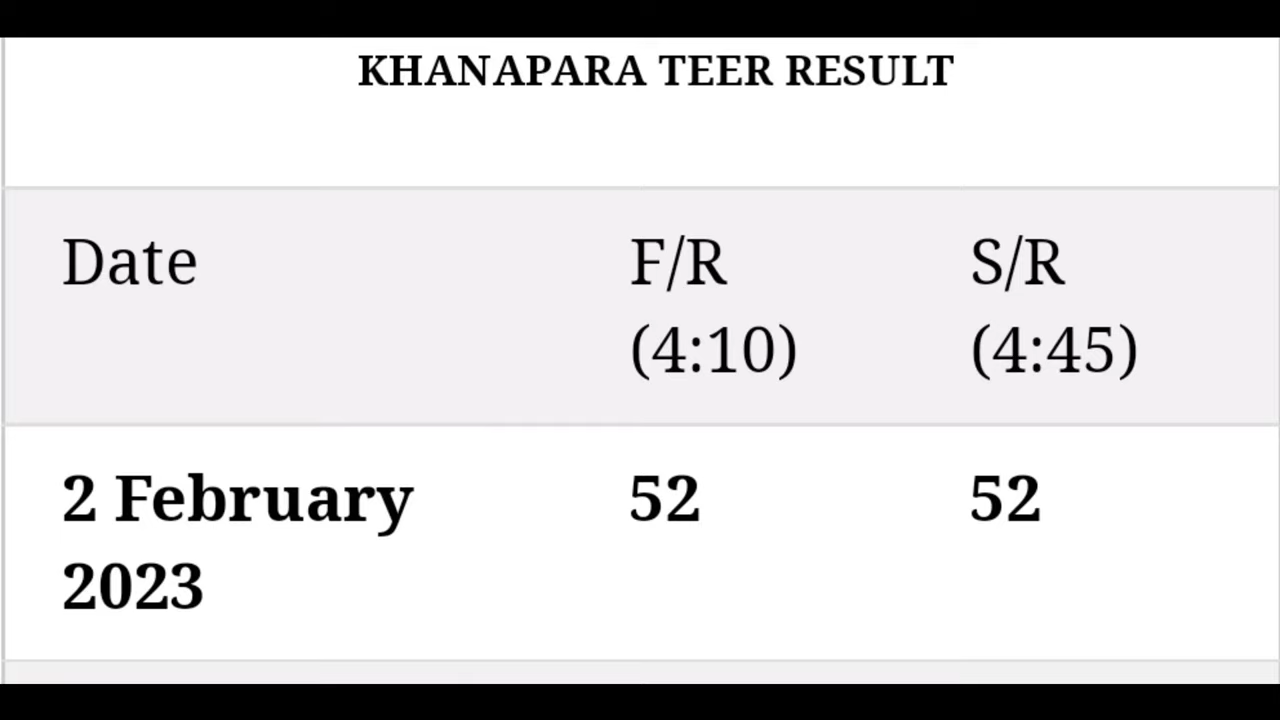 KHANAPARA TEER RESULT
Date F/R S/R
(4:10) (4:45)
2 February 52 52
2023